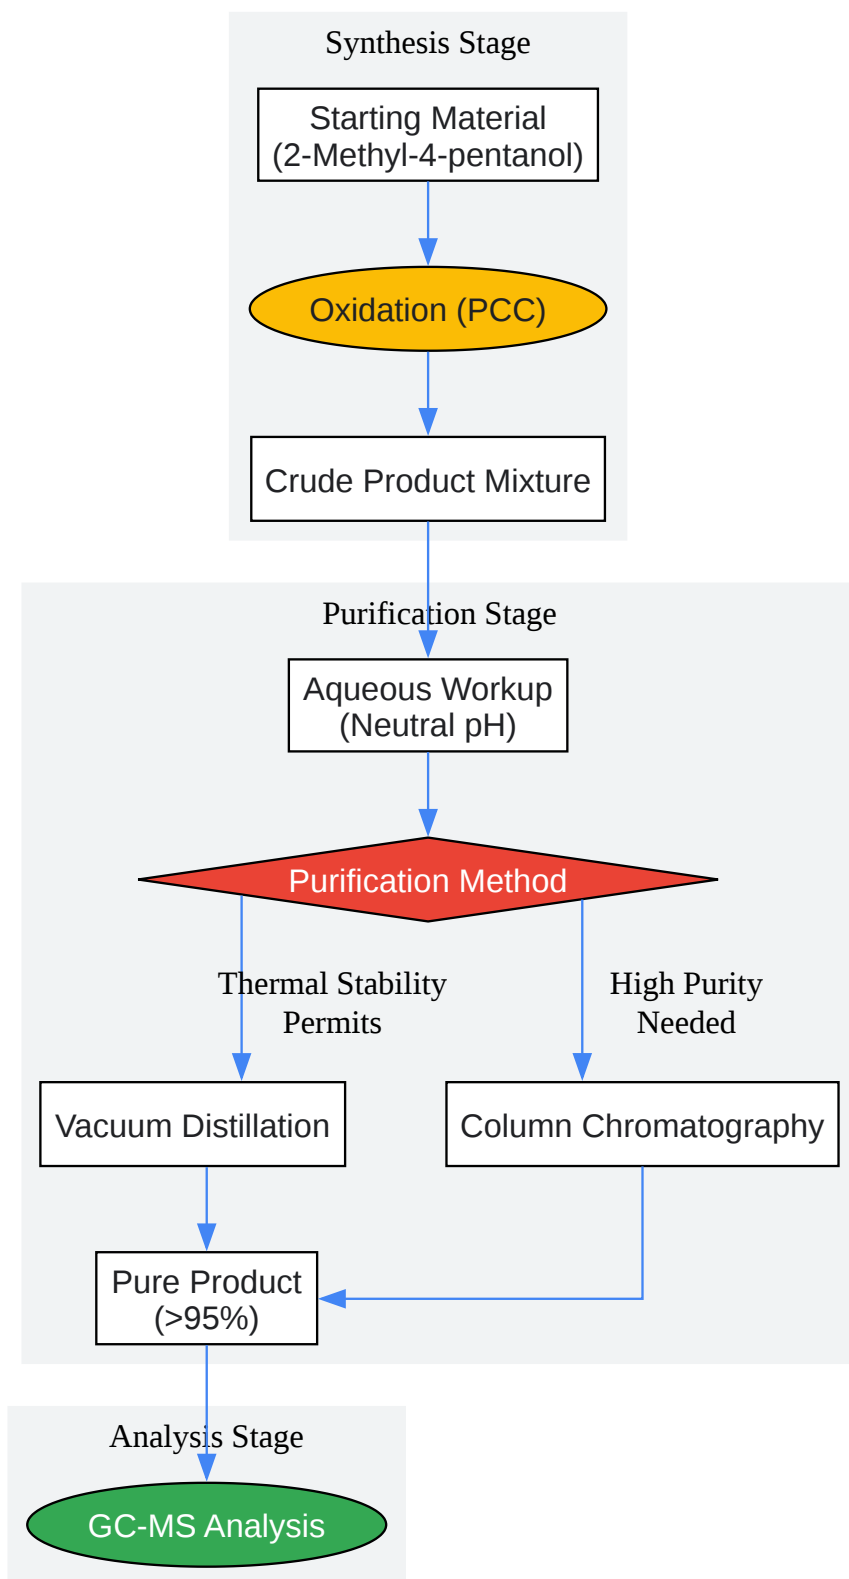 Synthesis Stage
Starting Material
(2-Methyl-4-pentanol)
Oxidation (PCC)
Crude Product Mixture
Purification Stage
Aqueous Workup
(Neutral pH)
Purification Method
Thermal Stability
Permits
High Purity
Needed
Vacuum Distillation
Column Chromatography
Pure Product
(>95%)
Analysis Stage
GC-MS Analysis